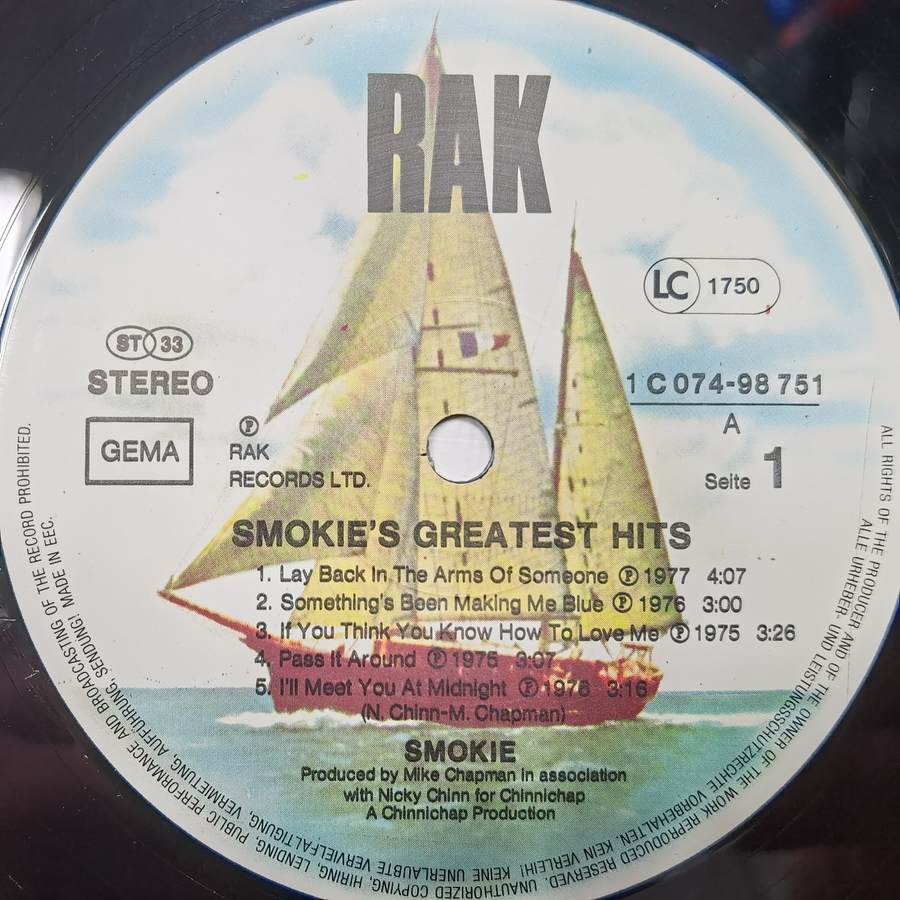 RAK
LC 1750
ST 33
STEREO
GEMA
℗
RAK
RECORDS LTD.
1 C 074-98 751
A
Seite 1
SMOKIE'S GREATEST HITS
1. Lay Back In The Arms Of Someone ℗ 1977 4:07
2. Something's Been Making Me Blue ℗ 1976 3:00
3. If You Think You Know How To Love Me ℗ 1975 3:26
4. Pass It Around ℗ 1975 3:07
5. I'll Meet You At Midnight ℗ 1976 3:16
(N. Chinn-M. Chapman)
SMOKIE
Produced by Mike Chapman in association
with Nicky Chinn for Chinnichap
A Chinnichap Production
ALL RIGHTS OF THE PRODUCER AND OF THE OWNER OF THE WORK REPRODUCED RESERVED. UNAUTHORIZED COPYING, HIRING, LENDING, PUBLIC PERFORMANCE AND BROADCASTING OF THE RECORD PROHIBITED.
ALLE URHEBER- UND LEISTUNGSSCHUTZRECHTE VORBEHALTEN. KEIN VERLEIH! KEINE UNERLAUBTE VERVIELFÄLTIGUNG, VERMIETUNG, AUFFÜHRUNG, SENDUNG! MADE IN EEC.